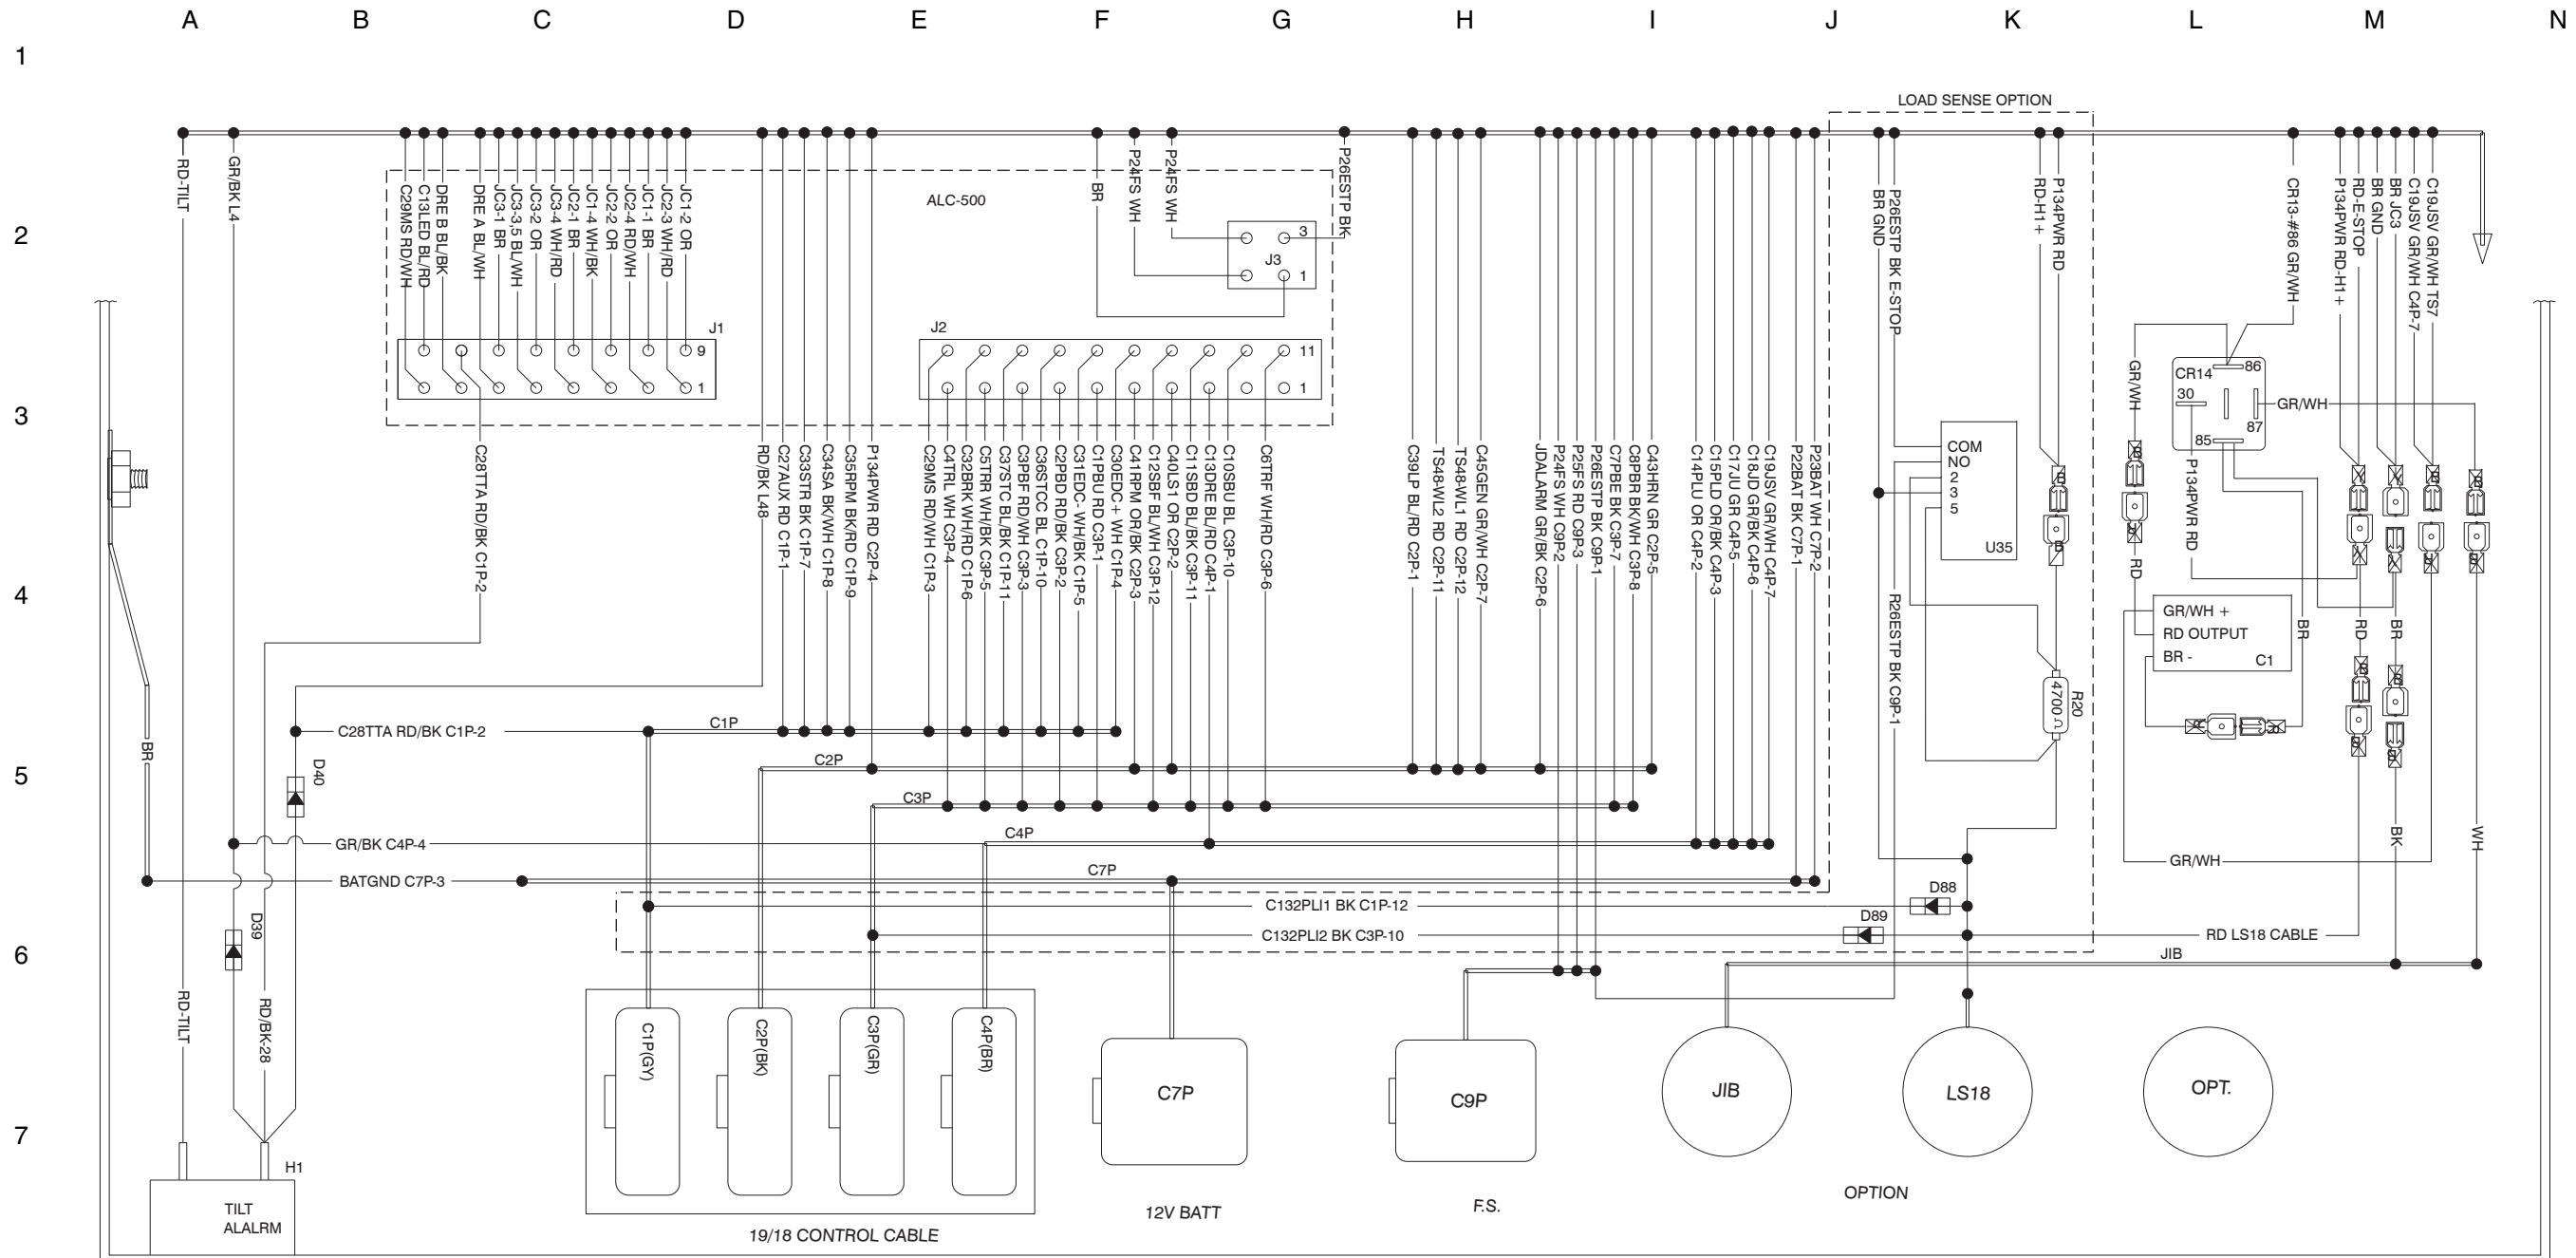 A B C D E F G H I J K L M N
1
2
3
4
5
6
7
LOAD SENSE OPTION
RD-TILT
GR/BK L4
C29MS RD/WH
C13LED BL/RD
DRE B BL/BK
DRE A BL/WH
JC3-1 BR
JC3-3,5 BL/WH
JC3-2 OR
JC3-4 WH/RD
JC2-1 BR
JC1-4 WH/BK
JC2-2 OR
JC2-4 RD/WH
JC1-1 BR
JC2-3 WH/RD
JC1-2 OR
ALC-500
BR
P24FS WH
P24FS WH
P26ESTP BK
3
J3
1
J1
9
1
J2
11
1
BR GND
P26ESTP BK E-STOP
RD-H1+
P134PWR RD
CR13-#86 GR/WH
P134PWR RD-H1+
RD-E-STOP
BR GND
BR JC3
C19JSV GR/WH C4P-7
C19JSV GR/WH TS7
C28TTA RD/BK C1P-2
RD/BK L48
C27AUX RD C1P-1
C33STR BK C1P-7
C34SA BK/WH C1P-8
C35RPM BK/RD C1P-9
P134PWR RD C2P-4
C29MS RD/WH C1P-3
C4TRL WH C3P-4
C32BRK WH/RD C1P-6
C5TRR WH/BK C3P-5
C37STC BL/BK C1P-11
C3PBF RD/WH C3P-3
C36STCC BL C1P-10
C2PBD RD/BK C3P-2
C31EDC- WH/BK C1P-5
C1PBU RD C3P-1
C30EDC+ WH C1P-4
C41RPM OR/BK C2P-3
C12SBF BL/WH C3P-12
C40LS1 OR C2P-2
C11SBD BL/BK C3P-11
C13DRE BL/RD C4P-1
C10SBU BL C3P-10
C6TRF WH/RD C3P-6
C39LP BL/RD C2P-1
TS48-WL2 RD C2P-11
TS48-WL1 RD C2P-12
C45GEN GR/WH C2P-7
JDALARM GR/BK C2P-6
P24FS WH C9P-2
P25FS RD C9P-3
P26ESTP BK C9P-1
C7PBE BK C3P-7
C8PBR BK/WH C3P-8
C43HRN GR C2P-5
C14PLU OR C4P-2
C15PLD OR/BK C4P-3
C17JU GR C4P-5
C18JD GR/BK C4P-6
C19JSV GR/WH C4P-7
P22BAT BK C7P-1
P23BAT WH C7P-2
COM
NO
2
3
5
U35
R26ESTP BK C9P-1
GR/WH
CR14
86
30
87
85
GR/WH
P134PWR RD
RD
GR/WH +
RD OUTPUT
BR -
C1
BR
RD
BR
4700 Ω
R20
BR
D40
C28TTA RD/BK C1P-2
C1P
C2P
C3P
GR/BK C4P-4
C4P
BATGND C7P-3
C7P
D39
C132PLI1 BK C1P-12
D88
C132PLI2 BK C3P-10
D89
GR/WH
BK
WH
RD LS18 CABLE
JIB
RD-TILT
RD/BK-28
H1
TILT
ALALRM
C1P(GY)
C2P(BK)
C3P(GR)
C4P(BR)
C7P
C9P
JIB
LS18
OPT.
19/18 CONTROL CABLE
12V BATT
F.S.
OPTION